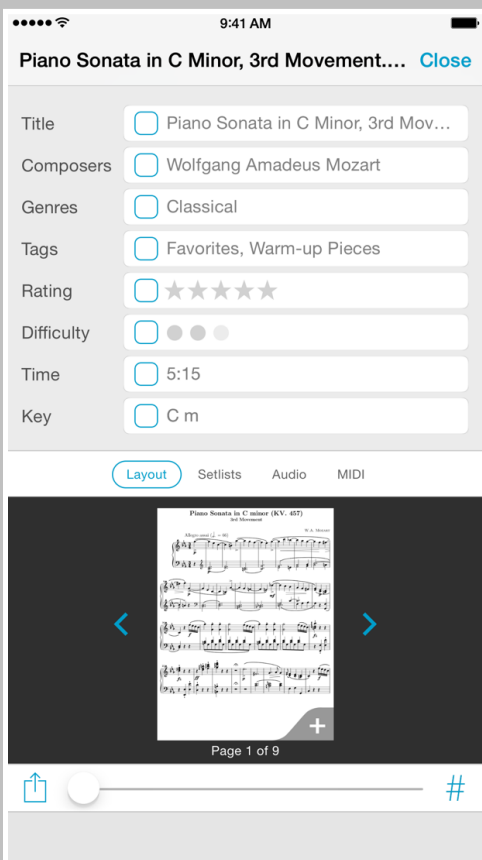 9:41 AM
Piano Sonata in C Minor, 3rd Movement.... Close
Title Piano Sonata in C Minor, 3rd Mov...
Composers Wolfgang Amadeus Mozart
Genres Classical
Tags Favorites, Warm-up Pieces
Rating
Difficulty
Time 5:15
Key C m
Layout Setlists Audio MIDI
Piano Sonata in C minor (KV. 457)
3rd Movement
W.A. Mozart
Page 1 of 9
#